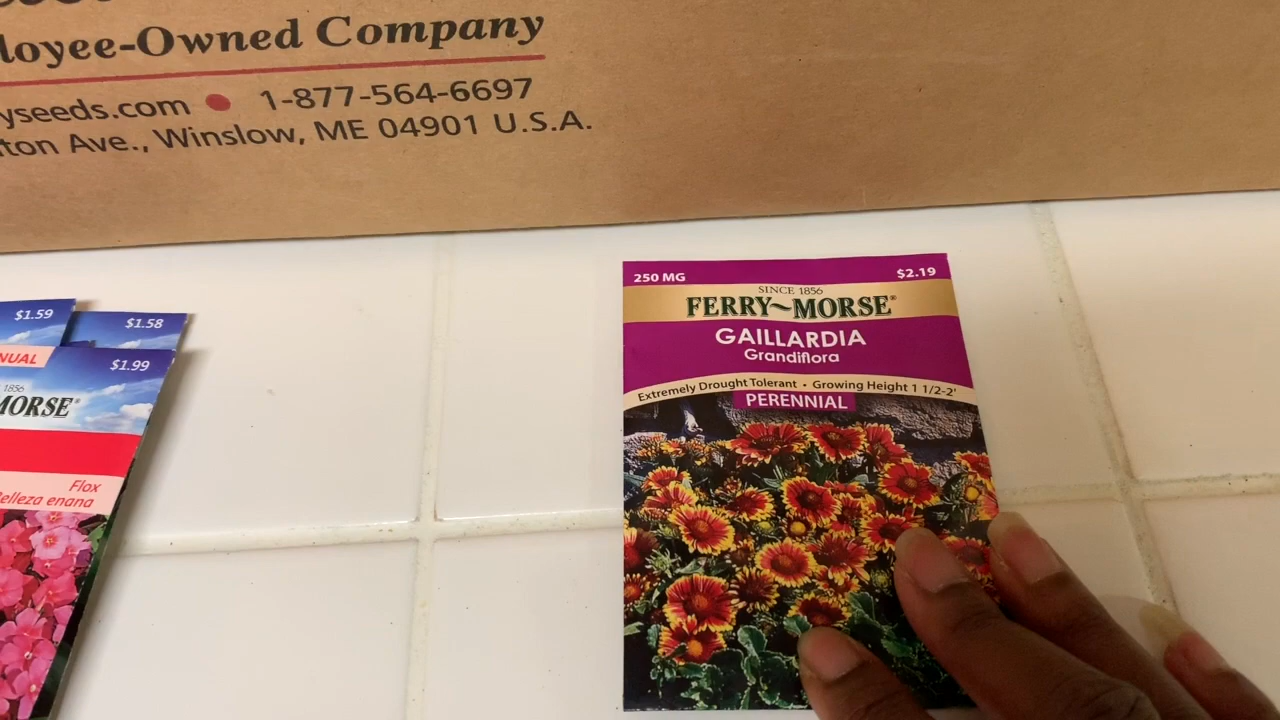 Employee-Owned Company
yseeds.com • 1-877-564-6697
ton Ave., Winslow, ME 04901 U.S.A.
$1.59
$1.58
NUAL
$1.99
1856
MORSE®
Flox
Belleza enana
250 MG
$2.19
SINCE 1856
FERRY~MORSE®
GAILLARDIA
Grandiflora
Extremely Drought Tolerant • Growing Height 1 1/2-2'
PERENNIAL